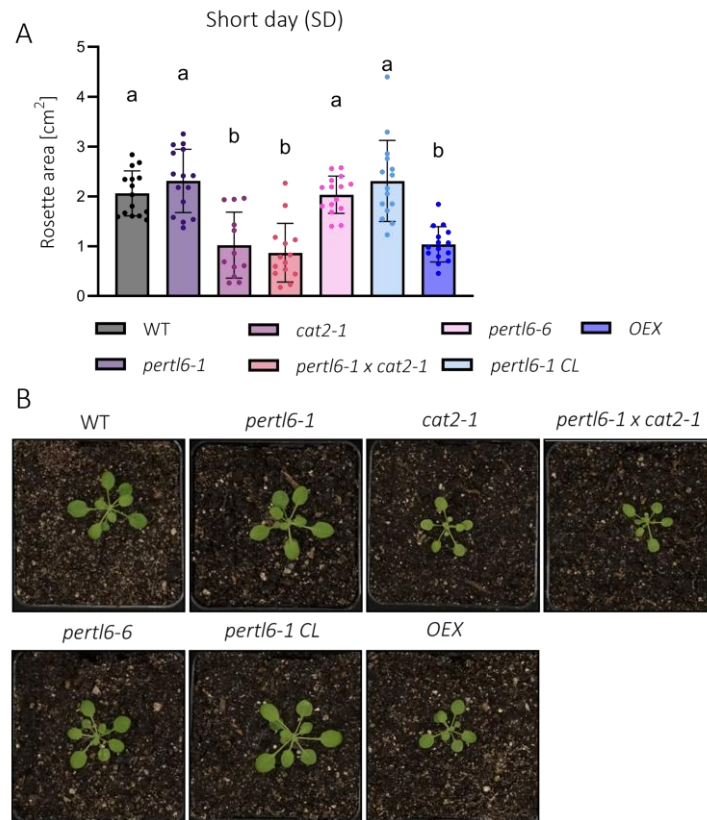 A
Short day (SD)
Rosette area [cm²]
5
4
3
2
1
0
a
a
b
b
a
a
b
WT
cat2-1
pertl6-6
OEX
pertl6-1
pertl6-1 x cat2-1
pertl6-1 CL
B
WT
pertl6-1
cat2-1
pertl6-1 x cat2-1
pertl6-6
pertl6-1 CL
OEX